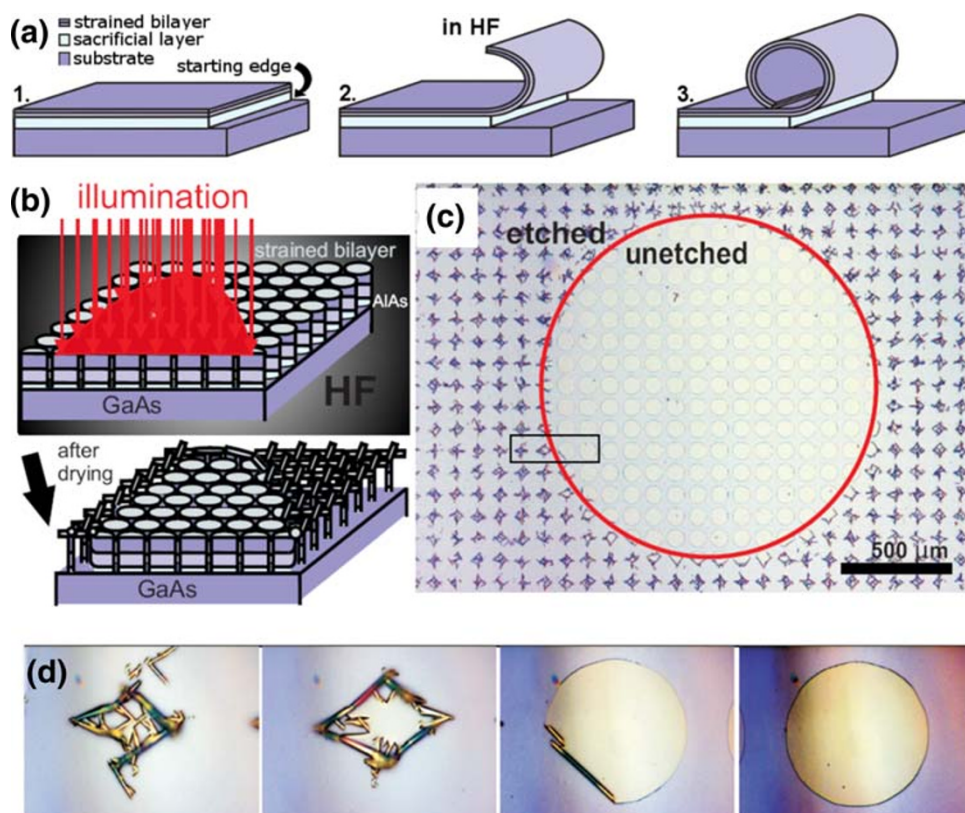 (a)
strained bilayer
sacrificial layer
substrate
starting edge
1.
in HF
2.
3.
(b)
illumination
strained bilayer
AlAs
GaAs
HF
after
drying
GaAs
(c)
etched
unetched
500 µm
(d)